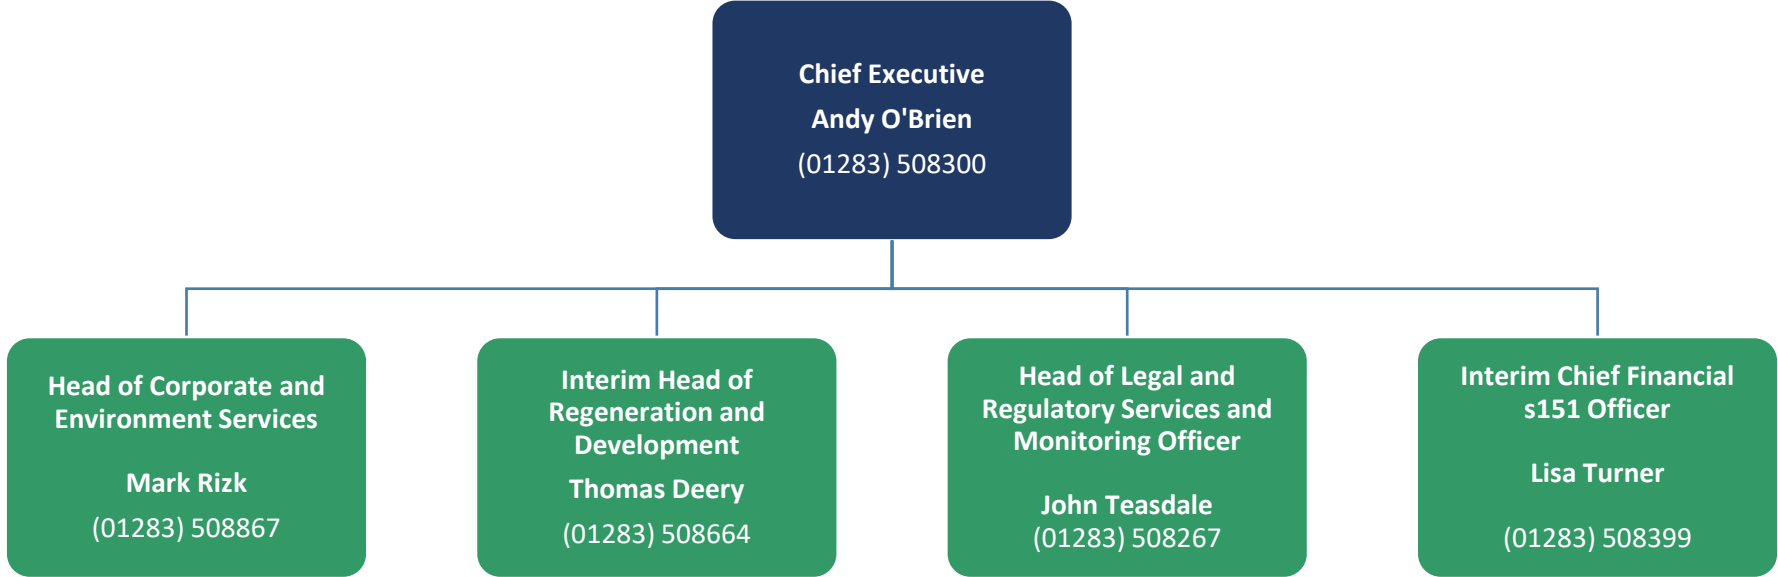 Chief Executive
Andy O'Brien
(01283) 508300
Head of Corporate and
Environment Services
Mark Rizk
(01283) 508867
Interim Head of
Regeneration and
Development
Thomas Deery
(01283) 508664
Head of Legal and
Regulatory Services and
Monitoring Officer
John Teasdale
(01283) 508267
Interim Chief Financial
s151 Officer
Lisa Turner
(01283) 508399